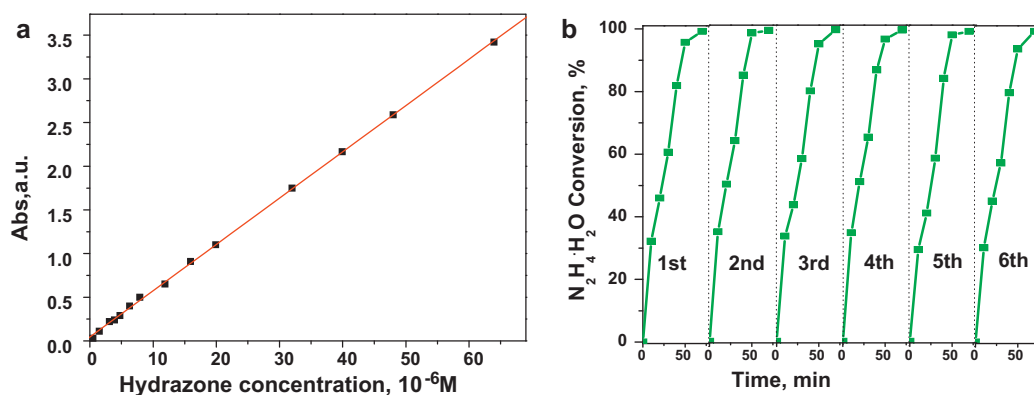 a
3.5
3.0
2.5
2.0
1.5
1.0
0.5
0.0
Abs,a.u.
0 10 20 30 40 50 60
Hydrazone concentration, 10⁻⁶M
b
100
80
60
40
20
0
N₂H₄·H₂O Conversion, %
1st 2nd 3rd 4th 5th 6th
50 0 50 0 50 0 50 0 50 0 50
Time, min